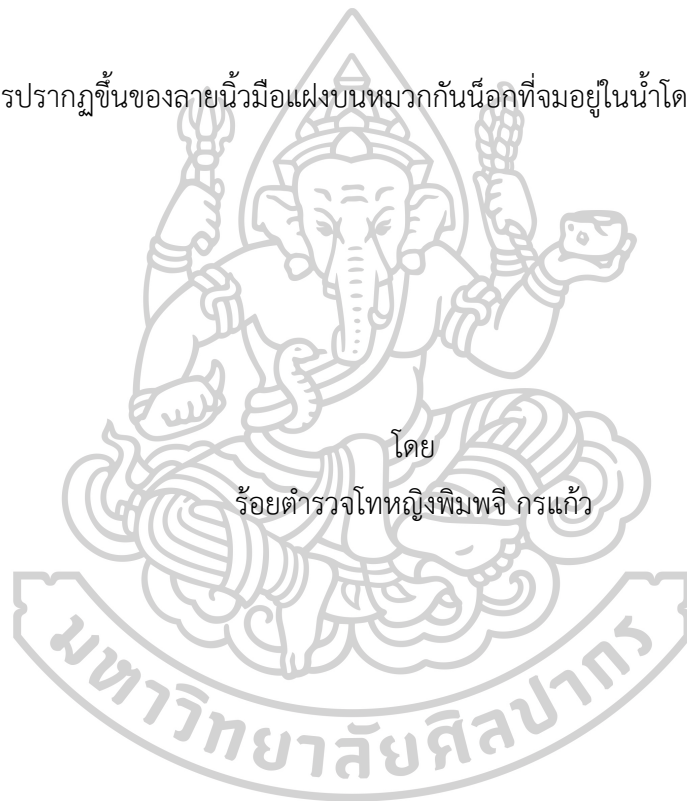 รปรากฏขึ้นของลายนิ้วมือแฝงบนหมวกกันน็อกที่จมอยู่ในน้ำโด
โดย
ร้อยตำรวจโทหญิงพิมพจี กรแก้ว
มหาวิทยาลัยศิลปากร